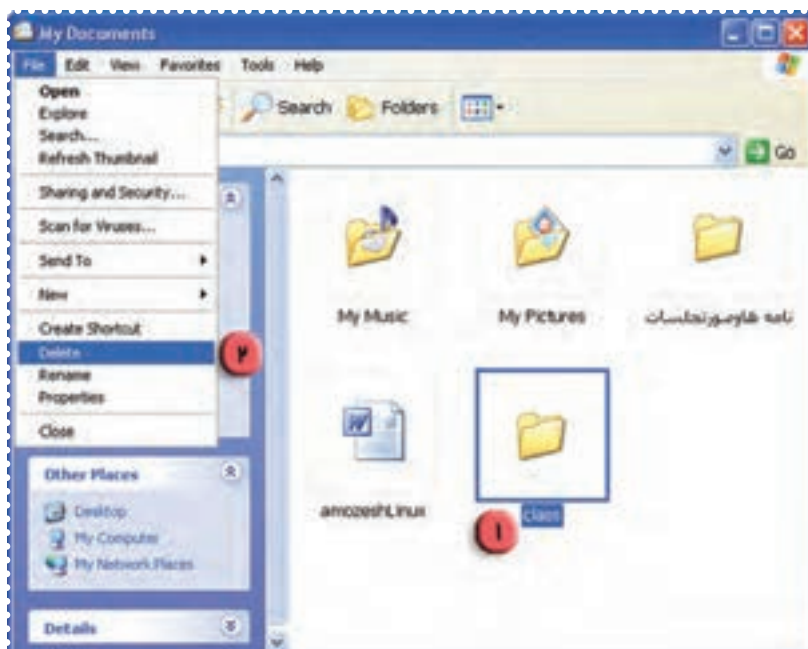 My Documents
File Edit View Favorites Tools Help
Search Folders
Go
Open
Explore
Search...
Refresh Thumbnail
Sharing and Security...
Scan for Viruses...
Send To
New
Create Shortcut
Delete
Rename
Properties
Close
۲
My Music
My Pictures
نامه هاوصورتجلسات
amozeshLinux
class
۱
Other Places
Desktop
My Computer
My Network Places
Details